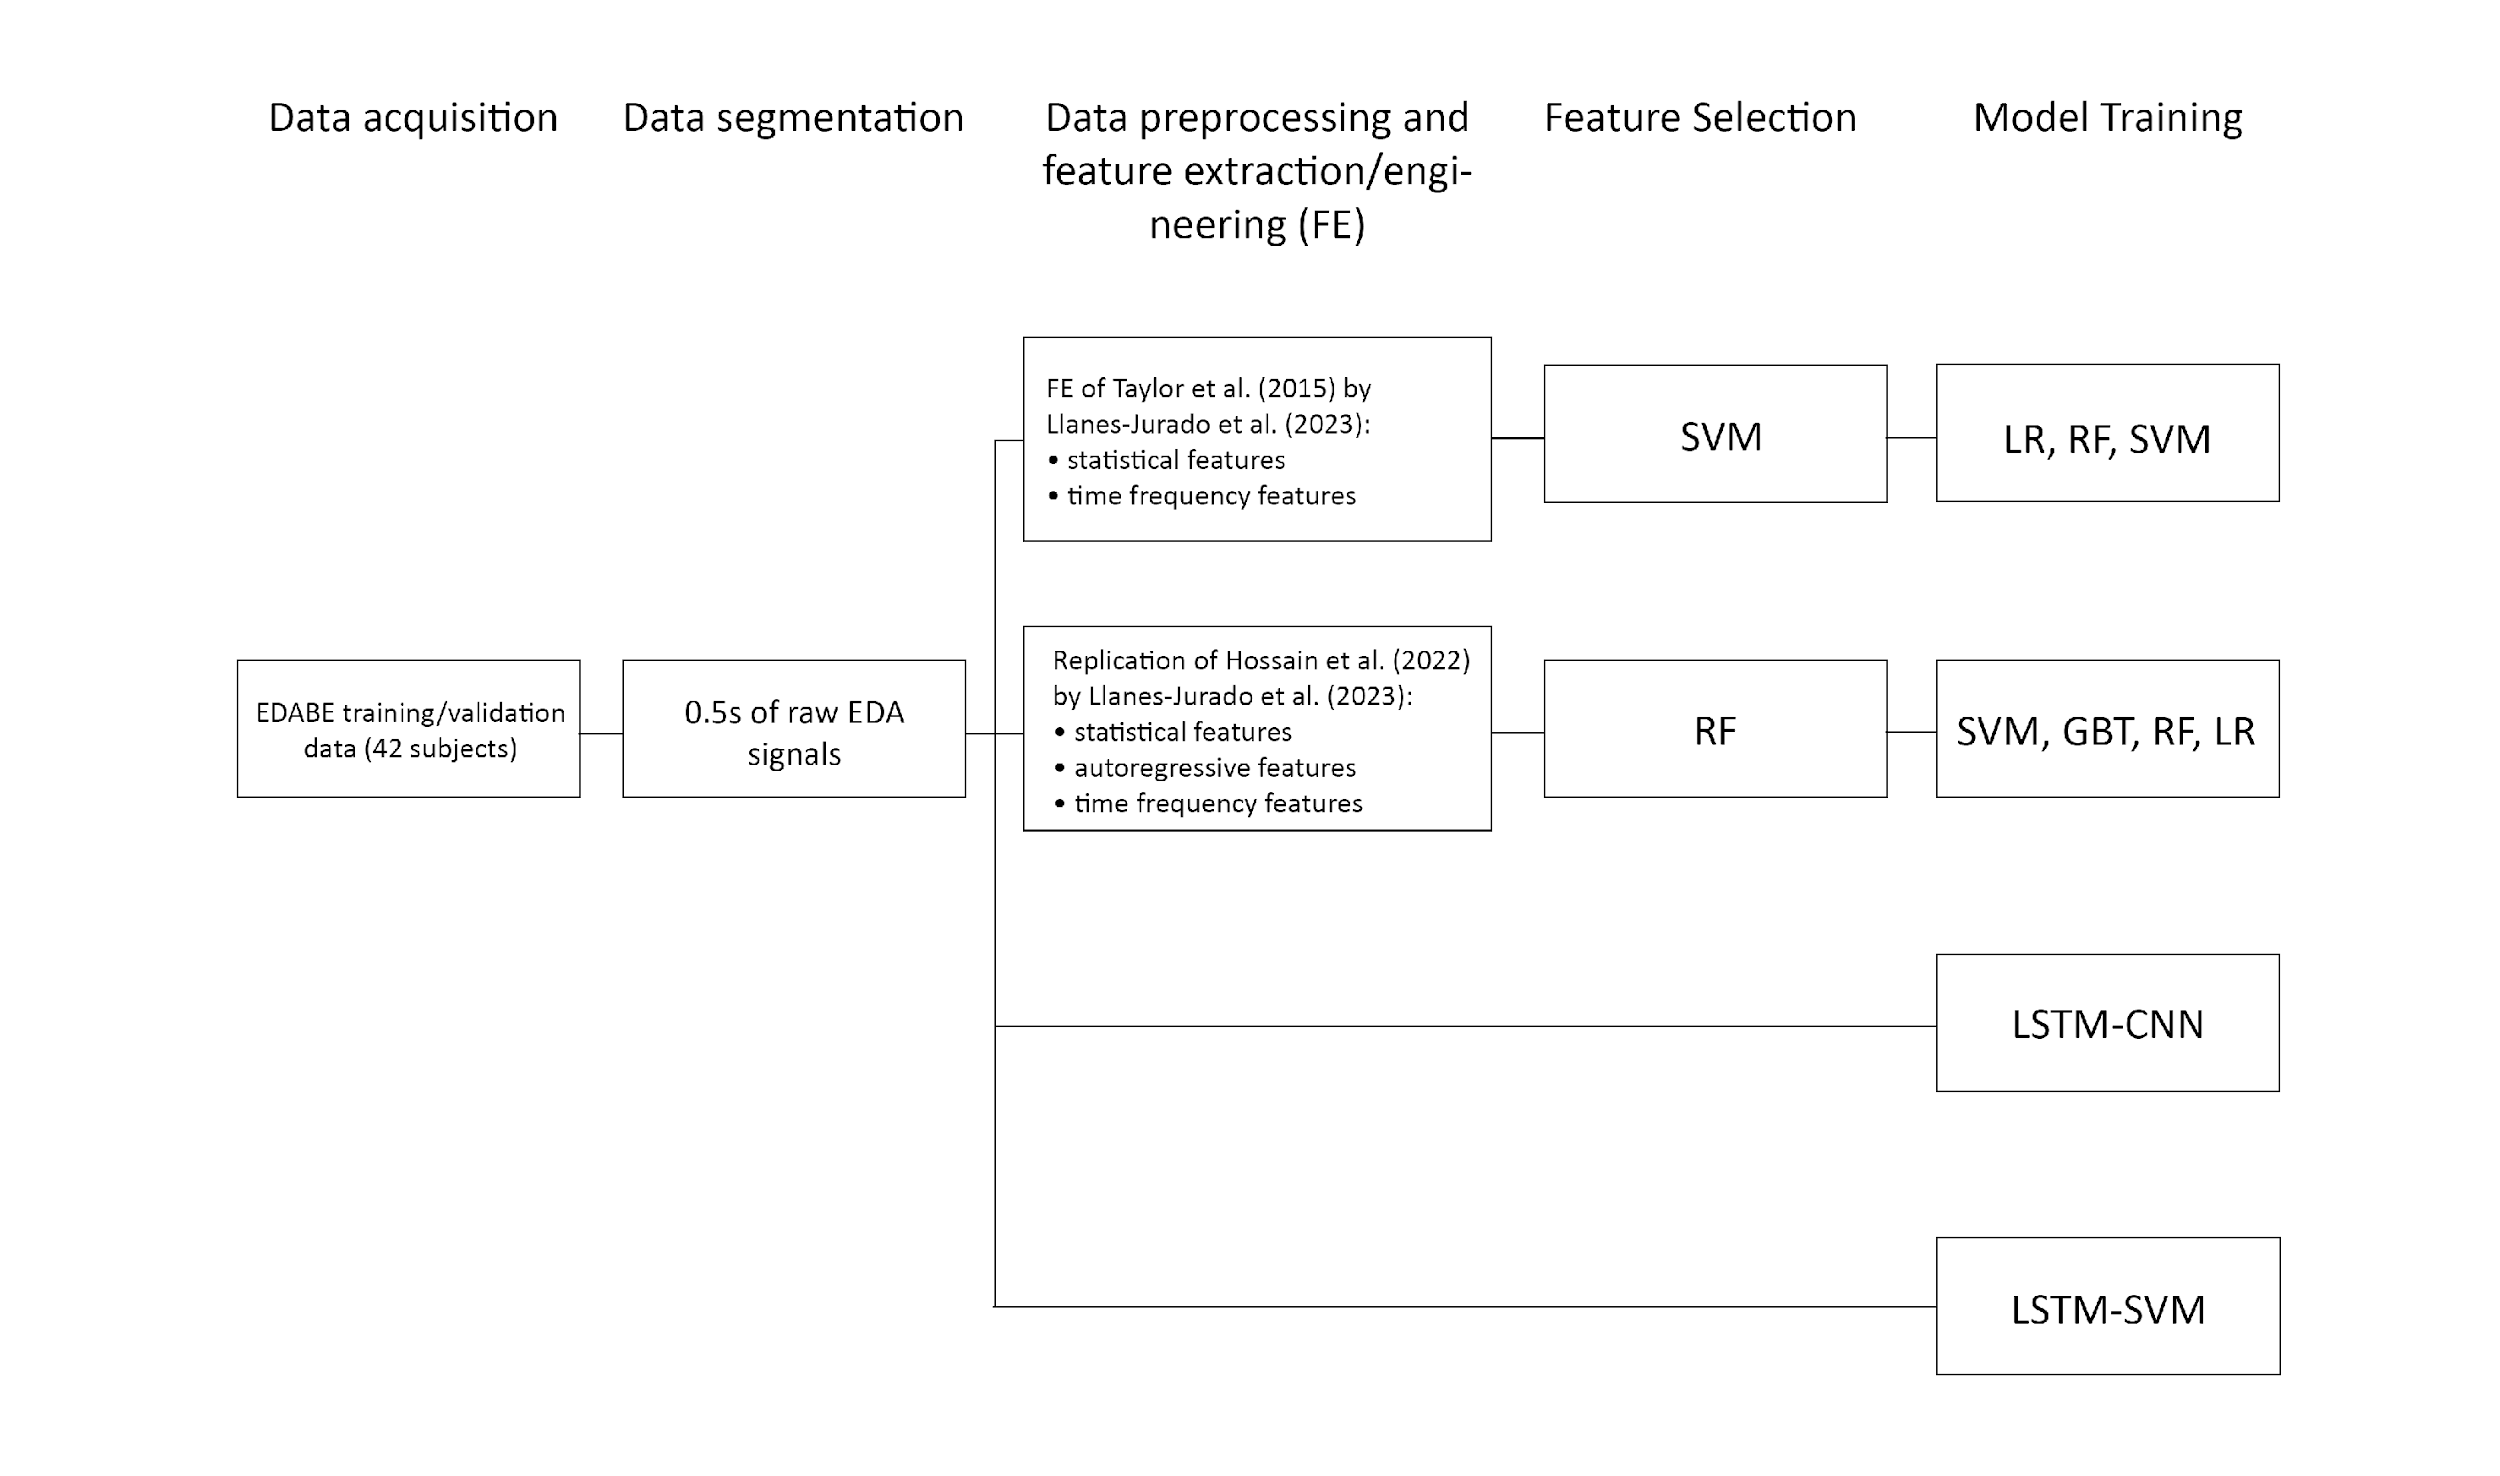 Data acquisition
Data segmentation
Data preprocessing and
feature extraction/engi-
neering (FE)
Feature Selection
Model Training
FE of Taylor et al. (2015) by
Llanes-Jurado et al. (2023):
• statistical features
• time frequency features
SVM
LR, RF, SVM
EDABE training/validation
data (42 subjects)
0.5s of raw EDA
signals
Replication of Hossain et al. (2022)
by Llanes-Jurado et al. (2023):
• statistical features
• autoregressive features
• time frequency features
RF
SVM, GBT, RF, LR
LSTM-CNN
LSTM-SVM